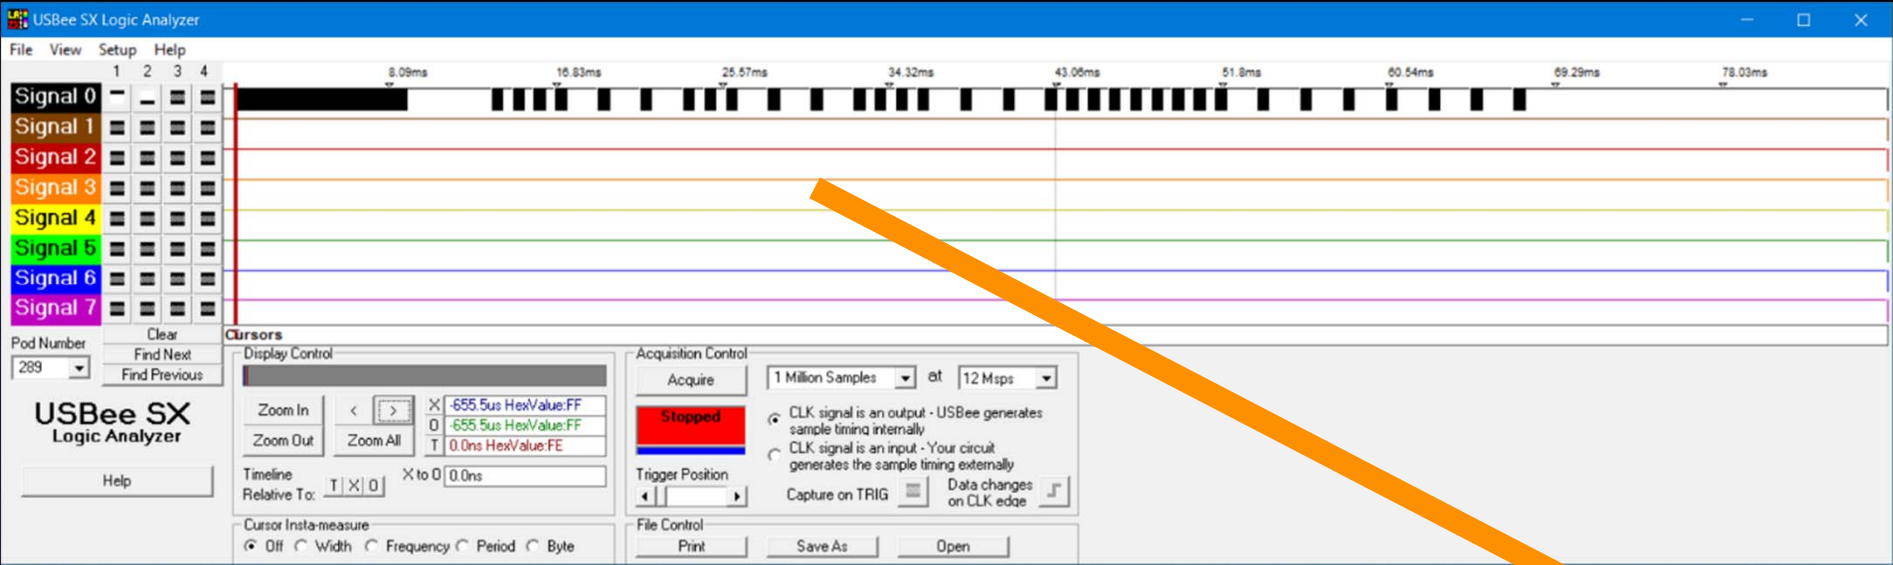 USBee SX Logic Analyzer
File View Setup Help
1 2 3 4
8.09ms 16.83ms 25.57ms 34.32ms 43.06ms 51.8ms 60.54ms 69.29ms 78.03ms
Signal 0
Signal 1
Signal 2
Signal 3
Signal 4
Signal 5
Signal 6
Signal 7
Pod Number
289
Clear
Find Next
Find Previous
USBee SX
Logic Analyzer
Help
Cursors
Display Control
Zoom In < > X -655.5us HexValue:FF
O -655.5us HexValue:FF
Zoom Out Zoom All T 0.0ns HexValue:FE
Timeline
Relative To: T X O X to O 0.0ns
Cursor Insta-measure
Off Width Frequency Period Byte
Acquisition Control
Acquire 1 Million Samples at 12 Msps
Stopped
CLK signal is an output - USBee generates
sample timing internally
CLK signal is an input - Your circuit
generates the sample timing externally
Trigger Position
Capture on TRIG
Data changes
on CLK edge
File Control
Print Save As Open